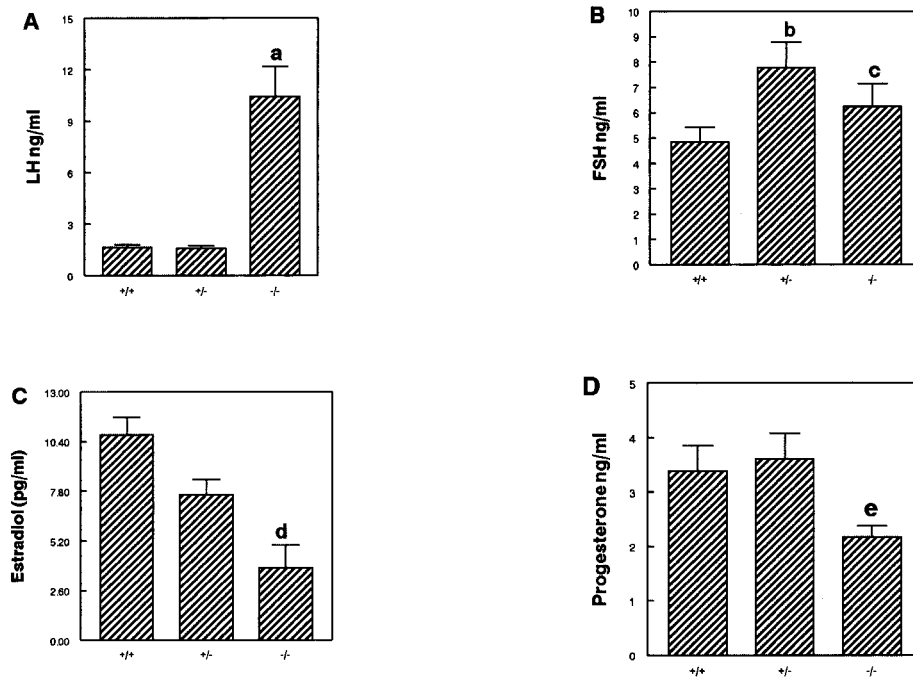 A
LH ng/ml
15
12
9
6
3
0
a
+/+ +/- -/-
B
FSH ng/ml
10
9
8
7
6
5
4
3
2
1
0
b
c
+/+ +/- -/-
C
Estradiol (pg/ml)
13.00
10.40
7.80
5.20
2.60
0.00
d
+/+ +/- -/-
D
Progesterone ng/ml
5
4
3
2
1
0
e
+/+ +/- -/-